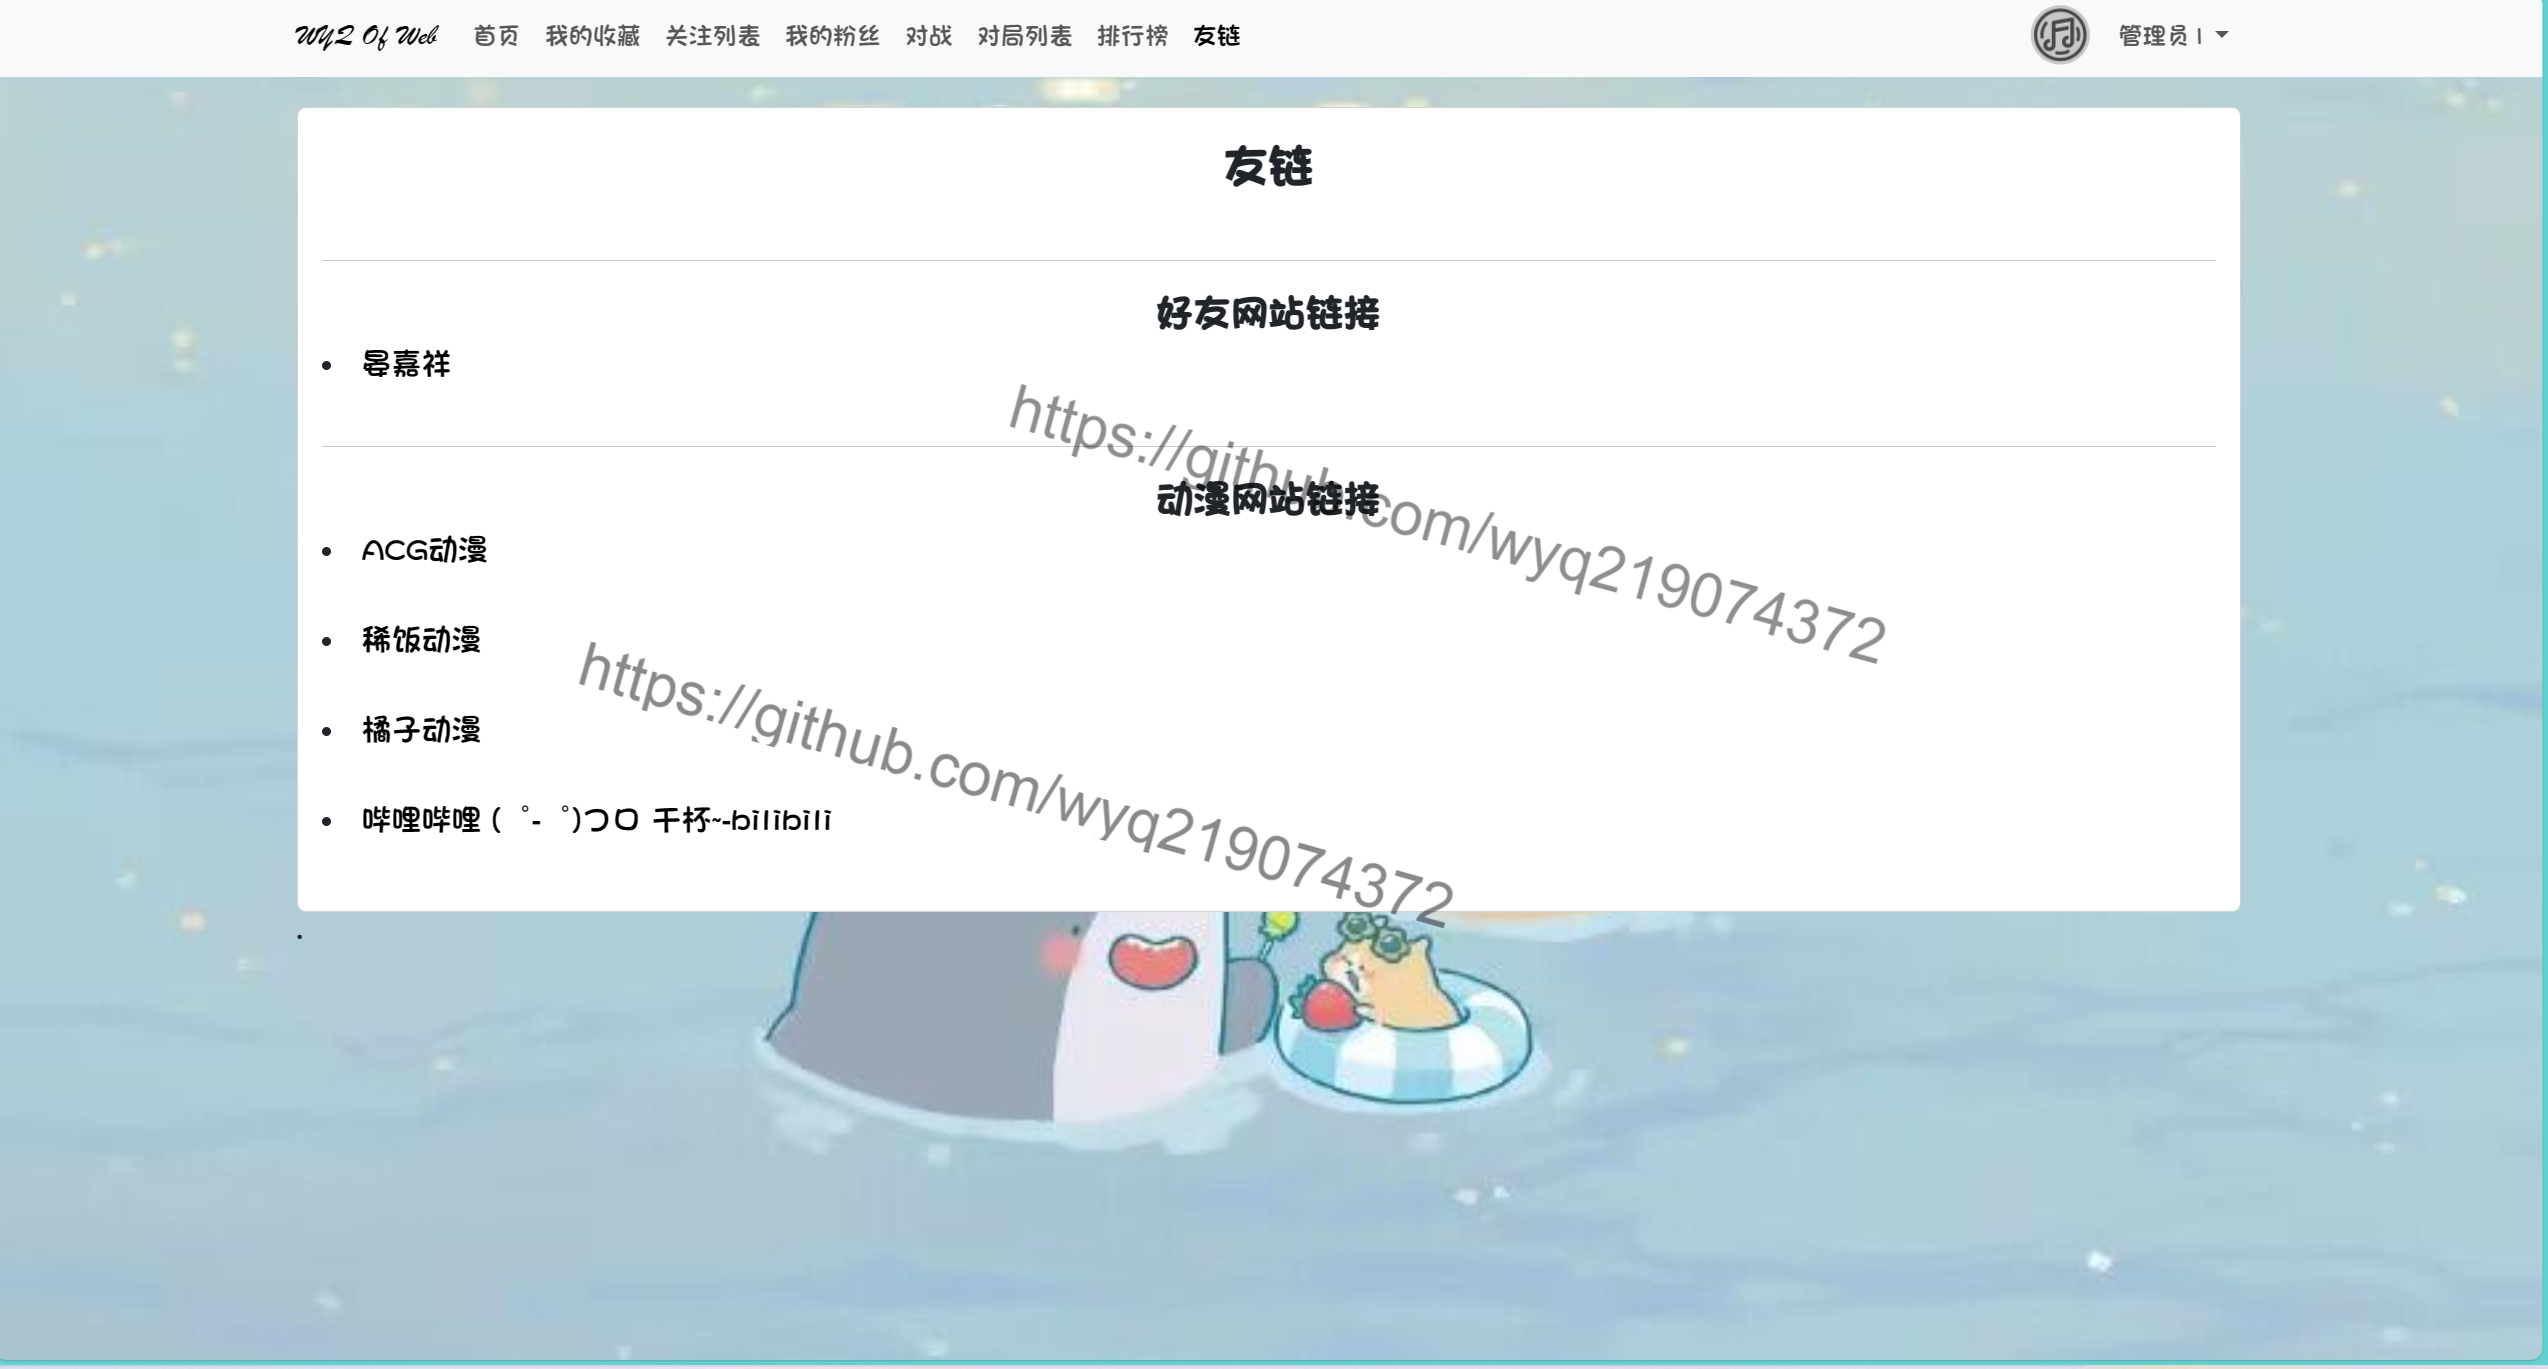 WYQ Of Web 首页 我的收藏 关注列表 我的粉丝 对战 对局列表 排行榜 友链 管理员1
友链
好友网站链接
晏嘉祥
https://github.com/wyq219074372
动漫网站链接
ACG动漫
稀饭动漫
https://github.com/wyq219074372
橘子动漫
哔哩哔哩 (゜-゜)つロ 干杯~-bilibili